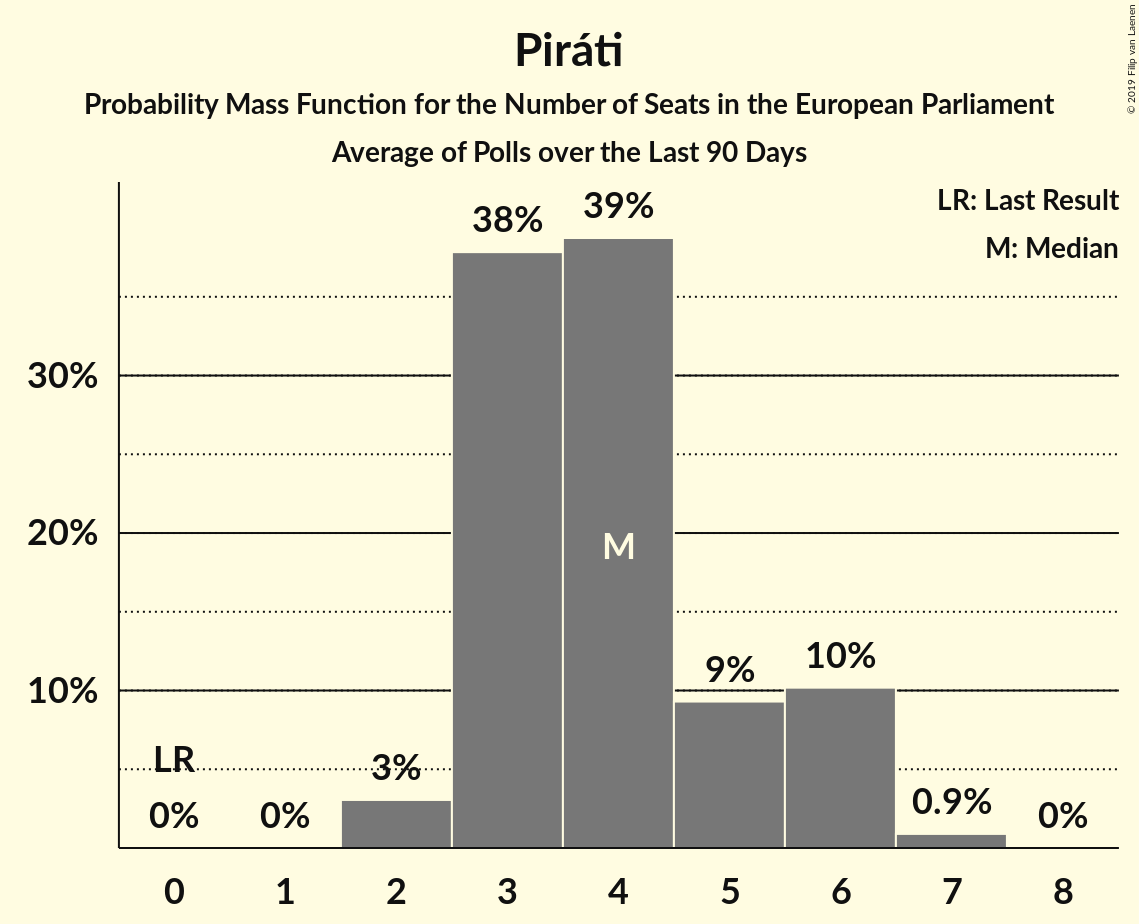 Piráti
Probability Mass Function for the Number of Seats in the European Parliament
Average of Polls over the Last 90 Days
© 2019 Filip van Laenen
LR: Last Result
M: Median
38%
39%
30%
20%
M
10%
9%
10%
LR
3%
0%
0%
0.9%
0%
0 1 2 3 4 5 6 7 8